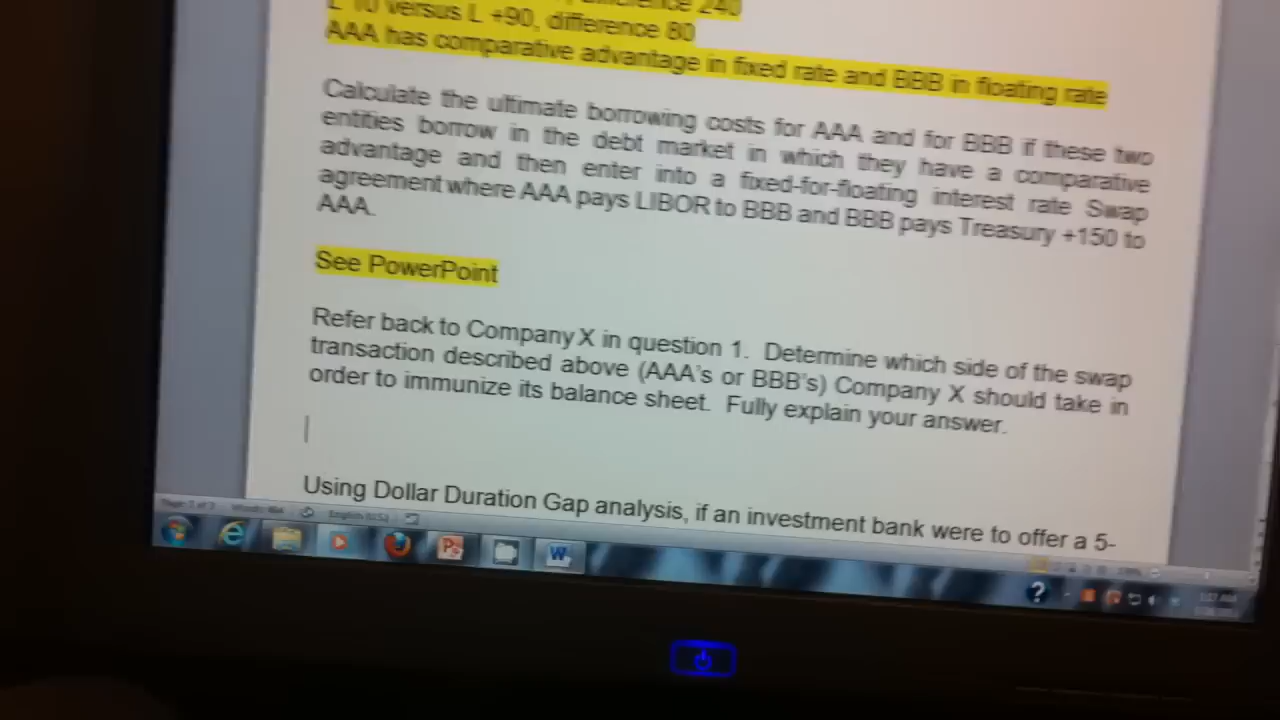 difference 240
versus L +90, difference 80
AAA has comparative advantage in fixed rate and BBB in floating rate
Calculate the ultimate borrowing costs for AAA and for BBB if these two
entities borrow in the debt market in which they have a comparative
advantage and then enter into a fixed-for-floating interest rate Swap
agreement where AAA pays LIBOR to BBB and BBB pays Treasury +150 to
AAA.
See PowerPoint
Refer back to Company X in question 1. Determine which side of the swap
transaction described above (AAA's or BBB's) Company X should take in
order to immunize its balance sheet. Fully explain your answer.
Using Dollar Duration Gap analysis, if an investment bank were to offer a 5-